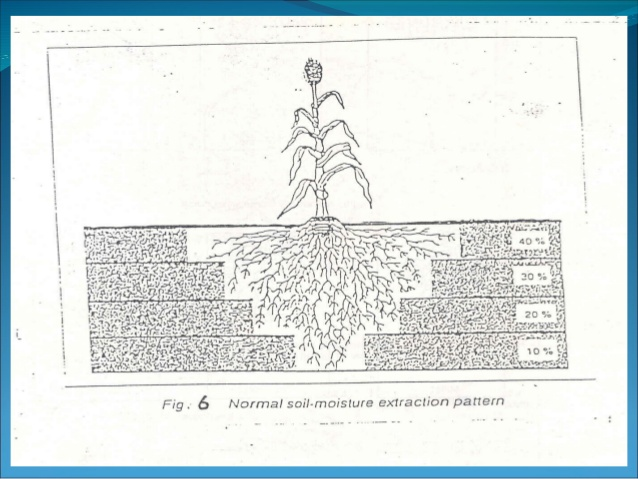 40 %
30 %
20 %
10 %
Fig. 6 Normal soil-moisture extraction pattern